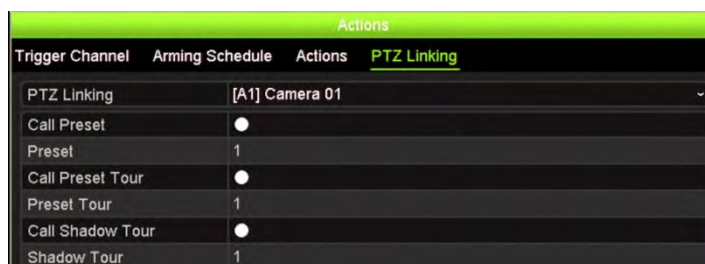 Actions
Trigger Channel Arming Schedule Actions PTZ Linking
PTZ Linking [A1] Camera 01
Call Preset
Preset 1
Call Preset Tour
Preset Tour 1
Call Shadow Tour
Shadow Tour 1